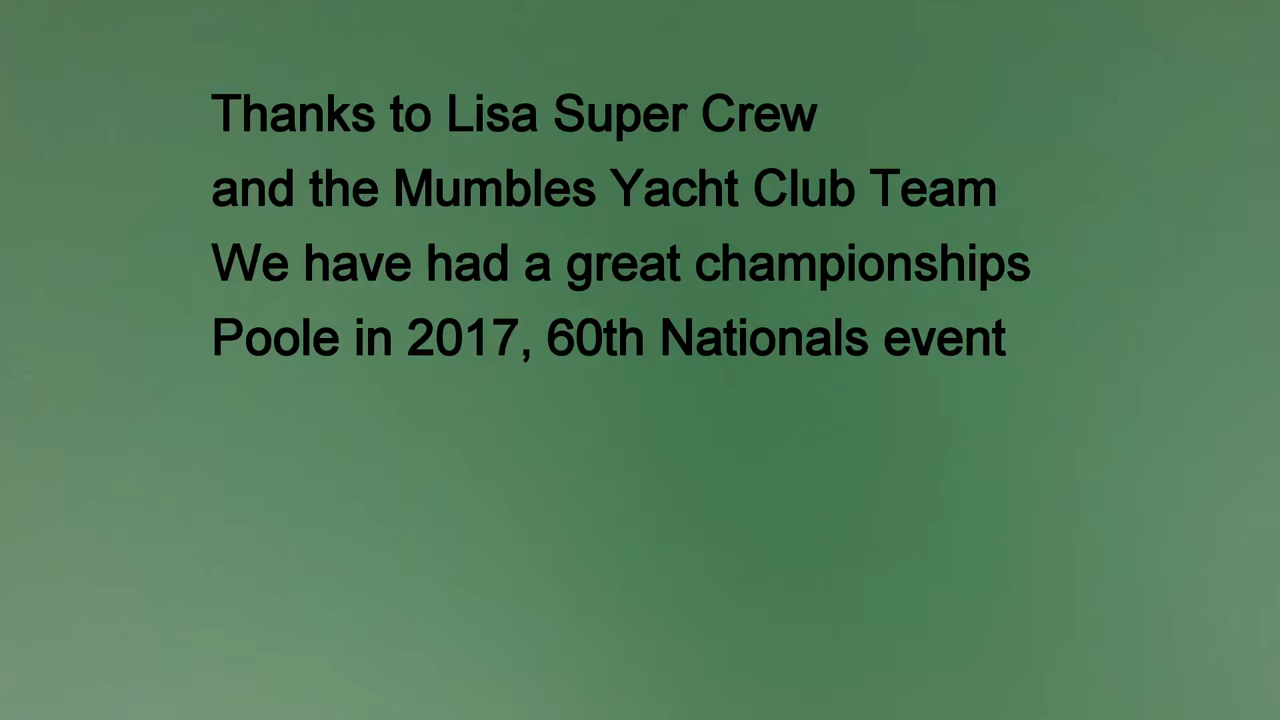 Thanks to Lisa Super Crew
and the Mumbles Yacht Club Team
We have had a great championships
Poole in 2017, 60th Nationals event